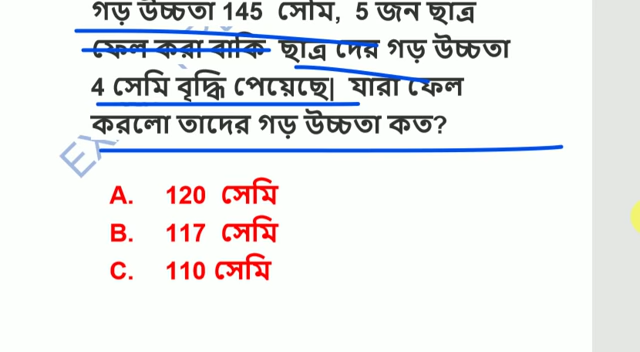 গড় উচ্চতা 145 সেমি, 5 জন ছাত্র
ফেল করা বাকি ছাত্র দের গড় উচ্চতা
4 সেমি বৃদ্ধি পেয়েছে| যারা ফেল
করলো তাদের গড় উচ্চতা কত?
A. 120 সেমি
B. 117 সেমি
C. 110 সেমি